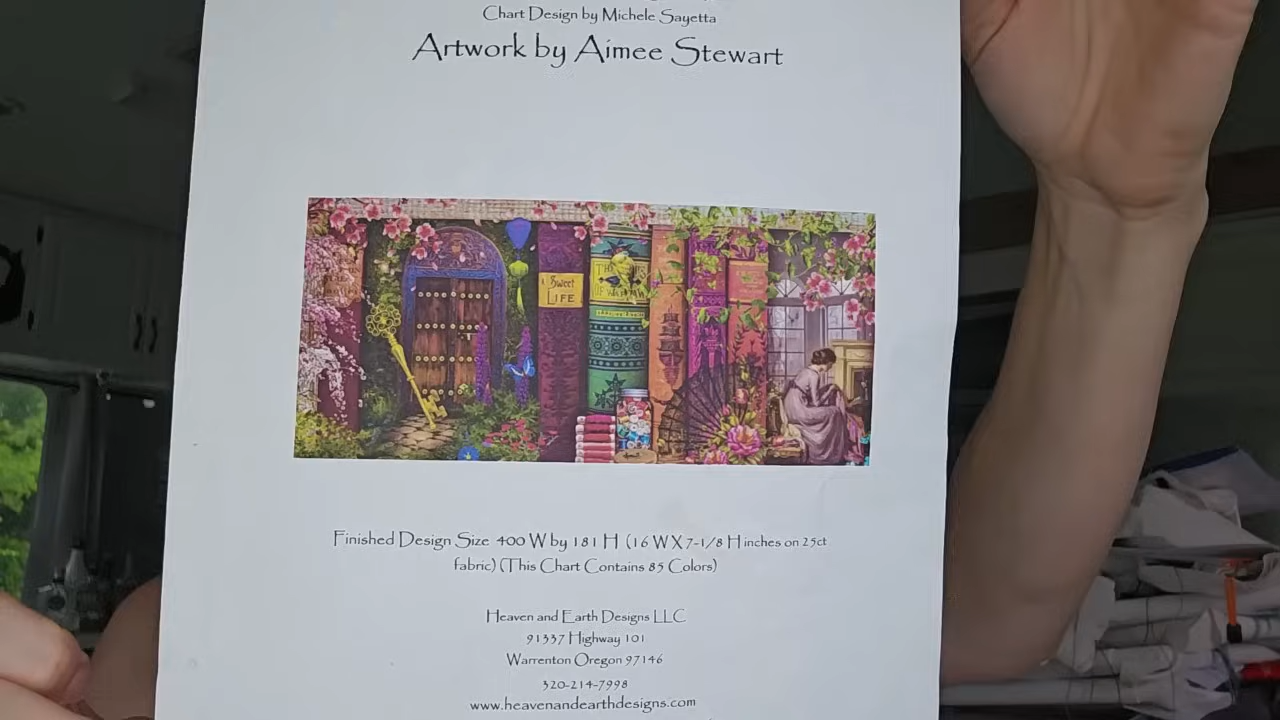 Chart Design by Michele Sayetta
Artwork by Aimee Stewart
Sweet
LIFE
ILLUSTRATED
Finished Design Size 400 W by 181 H (16 W X 7-1/8 H inches on 25ct
fabric) (This Chart Contains 85 Colors)
Heaven and Earth Designs LLC
91337 Highway 101
Warrenton Oregon 97146
320-214-7998
www.heavenandearthdesigns.com